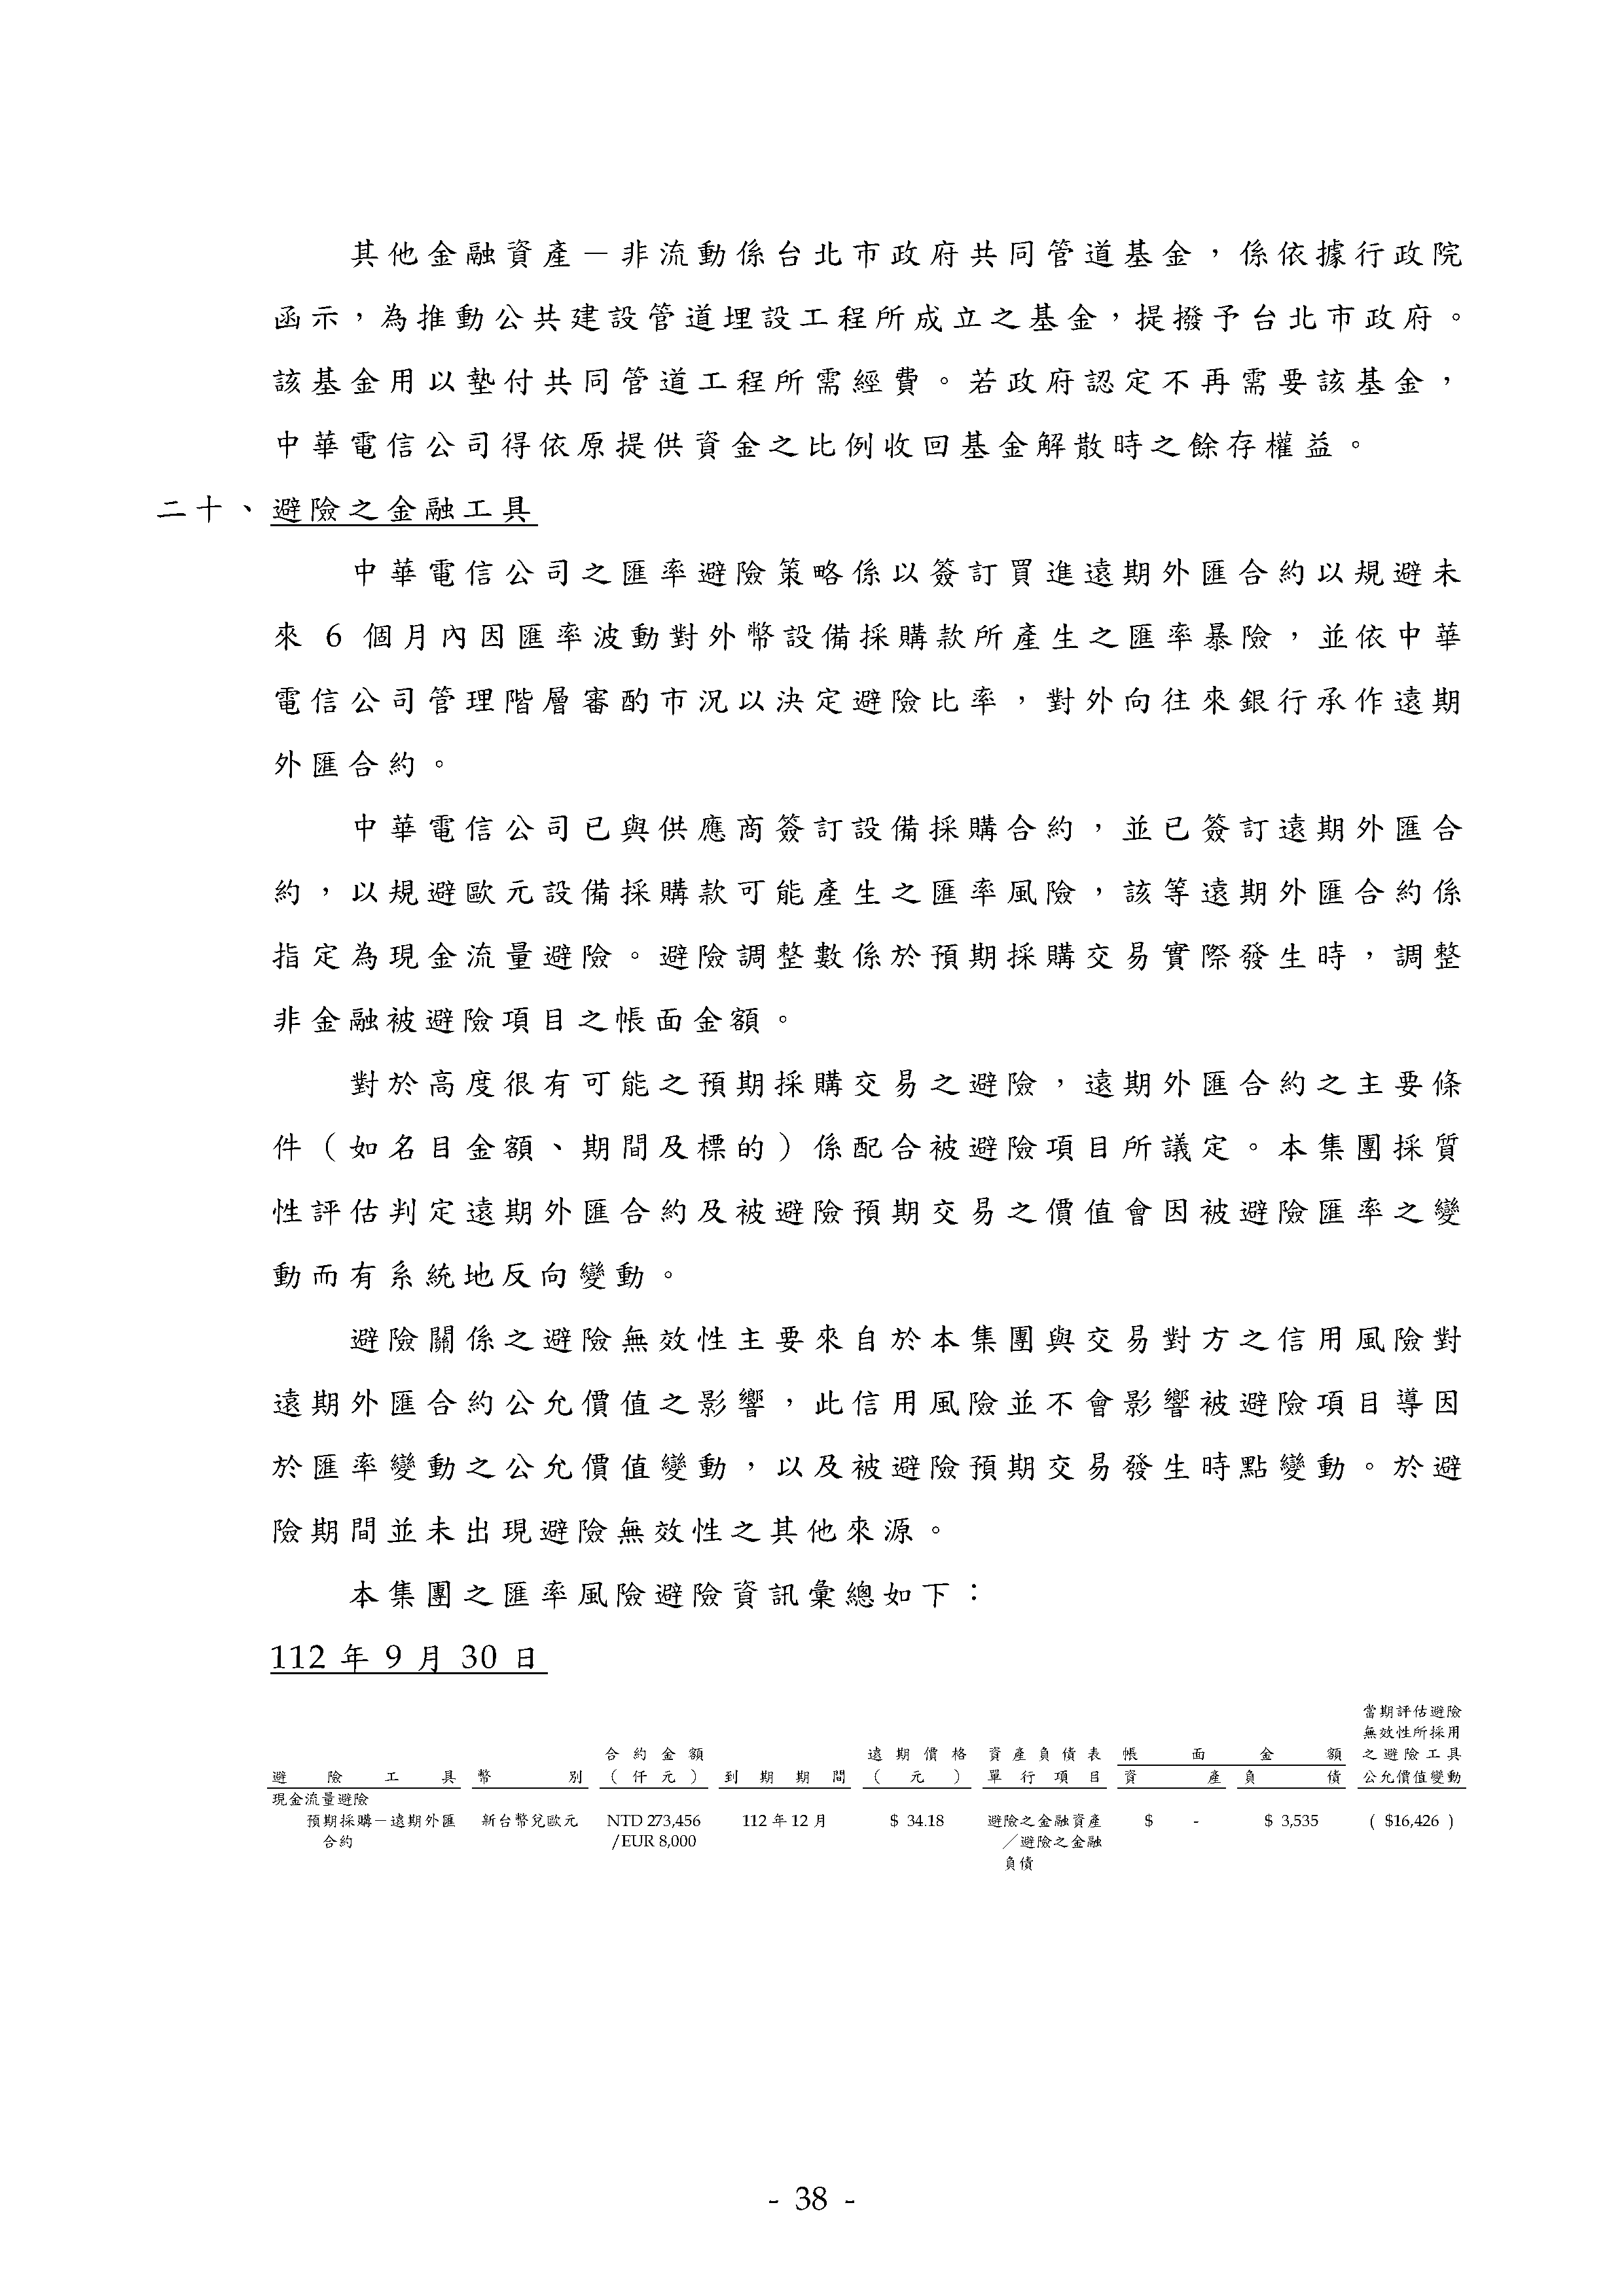 其他金融資產－非流動係台北市政府共同管道基金，係依據行政院
函示，為推動公共建設管道埋設工程所成立之基金，提撥予台北市政府。
該基金用以墊付共同管道工程所需經費。若政府認定不再需要該基金，
中華電信公司得依原提供資金之比例收回基金解散時之餘存權益。
二十、避險之金融工具
中華電信公司之匯率避險策略係以簽訂買進遠期外匯合約以規避未
來 6 個月內因匯率波動對外幣設備採購款所產生之匯率暴險，並依中華
電信公司管理階層審酌市況以決定避險比率，對外向往來銀行承作遠期
外匯合約。
中華電信公司已與供應商簽訂設備採購合約，並已簽訂遠期外匯合
約，以規避歐元設備採購款可能產生之匯率風險，該等遠期外匯合約係
指定為現金流量避險。避險調整數係於預期採購交易實際發生時，調整
非金融被避險項目之帳面金額。
對於高度很有可能之預期採購交易之避險，遠期外匯合約之主要條
件（如名目金額、期間及標的）係配合被避險項目所議定。本集團採質
性評估判定遠期外匯合約及被避險預期交易之價值會因被避險匯率之變
動而有系統地反向變動。
避險關係之避險無效性主要來自於本集團與交易對方之信用風險對
遠期外匯合約公允價值之影響，此信用風險並不會影響被避險項目導因
於匯率變動之公允價值變動，以及被避險預期交易發生時點變動。於避
險期間並未出現避險無效性之其他來源。
本集團之匯率風險避險資訊彙總如下：
112 年 9 月 30 日
當期評估避險
無效性所採用
合約金額 遠期價格 資產負債表 帳面金額 之避險工具
避險工具 幣別 （仟元） 到期期間 （元） 單行項目 資產 負債 公允價值變動
現金流量避險
預期採購－遠期外匯 新台幣兌歐元 NTD 273,456 112 年 12 月 $ 34.18 避險之金融資產 $ - $ 3,535 ( $16,426 )
合約 /EUR 8,000 ／避險之金融
負債
- 38 -